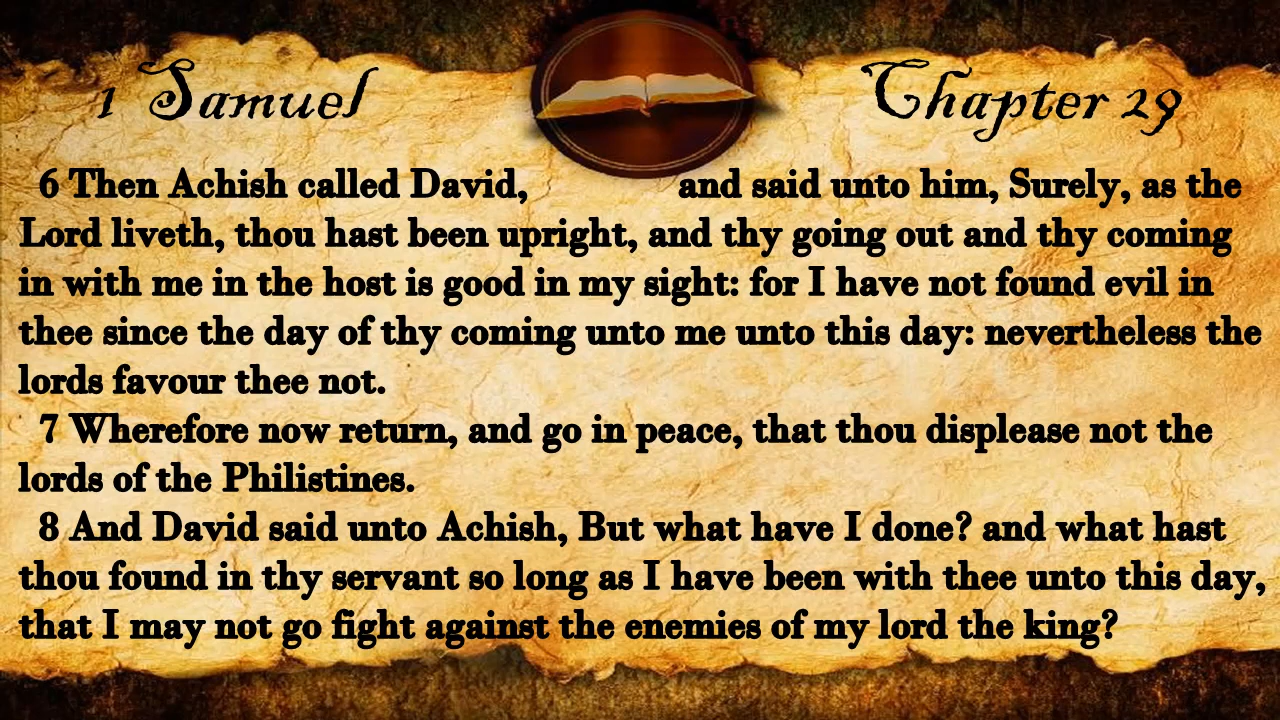 1 Samuel Chapter 29
6 Then Achish called David, and said unto him, Surely, as the
Lord liveth, thou hast been upright, and thy going out and thy coming
in with me in the host is good in my sight: for I have not found evil in
thee since the day of thy coming unto me unto this day: nevertheless the
lords favour thee not.
7 Wherefore now return, and go in peace, that thou displease not the
lords of the Philistines.
8 And David said unto Achish, But what have I done? and what hast
thou found in thy servant so long as I have been with thee unto this day,
that I may not go fight against the enemies of my lord the king?